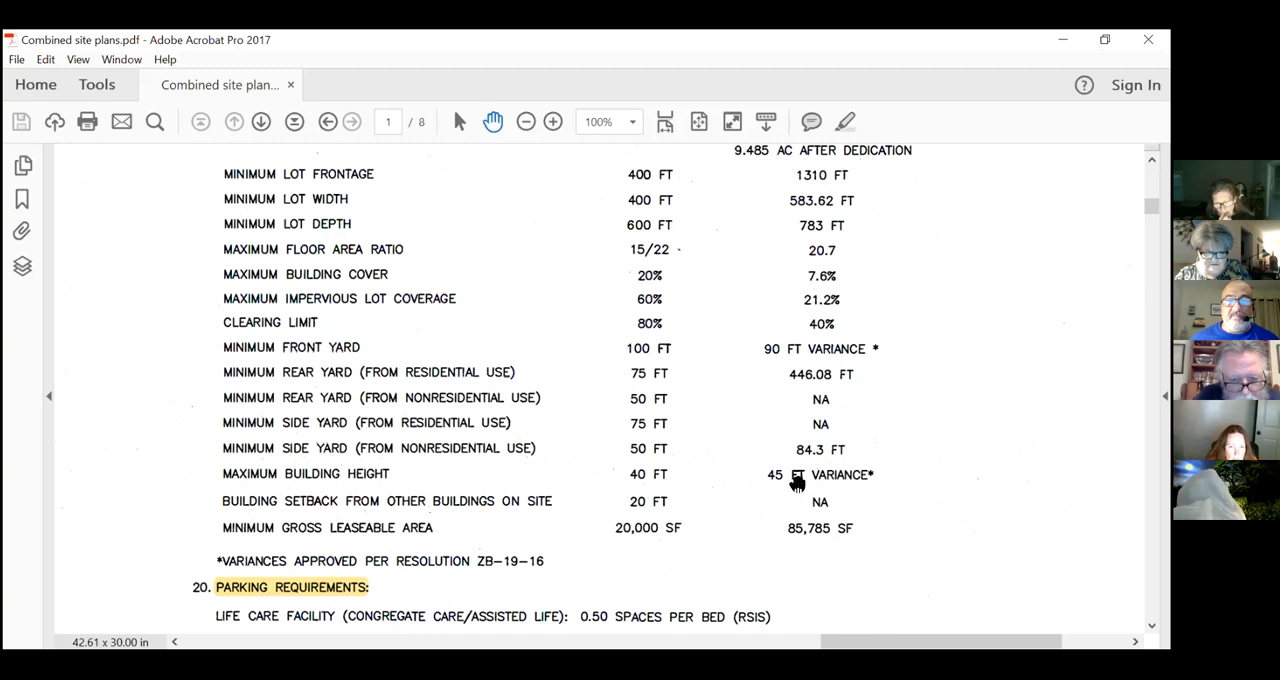 Combined site plans.pdf - Adobe Acrobat Pro 2017
File Edit View Window Help
Home Tools Combined site plan... × ? Sign In
1 / 8 100%
9.485 AC AFTER DEDICATION
MINIMUM LOT FRONTAGE 400 FT 1310 FT
MINIMUM LOT WIDTH 400 FT 583.62 FT
MINIMUM LOT DEPTH 600 FT 783 FT
MAXIMUM FLOOR AREA RATIO 15/22 20.7
MAXIMUM BUILDING COVER 20% 7.6%
MAXIMUM IMPERVIOUS LOT COVERAGE 60% 21.2%
CLEARING LIMIT 80% 40%
MINIMUM FRONT YARD 100 FT 90 FT VARIANCE *
MINIMUM REAR YARD (FROM RESIDENTIAL USE) 75 FT 446.08 FT
MINIMUM REAR YARD (FROM NONRESIDENTIAL USE) 50 FT NA
MINIMUM SIDE YARD (FROM RESIDENTIAL USE) 75 FT NA
MINIMUM SIDE YARD (FROM NONRESIDENTIAL USE) 50 FT 84.3 FT
MAXIMUM BUILDING HEIGHT 40 FT 45 FT VARIANCE*
BUILDING SETBACK FROM OTHER BUILDINGS ON SITE 20 FT NA
MINIMUM GROSS LEASEABLE AREA 20,000 SF 85,785 SF
*VARIANCES APPROVED PER RESOLUTION ZB-19-16
20. PARKING REQUIREMENTS:
LIFE CARE FACILITY (CONGREGATE CARE/ASSISTED LIFE): 0.50 SPACES PER BED (RSIS)
42.61 x 30.00 in